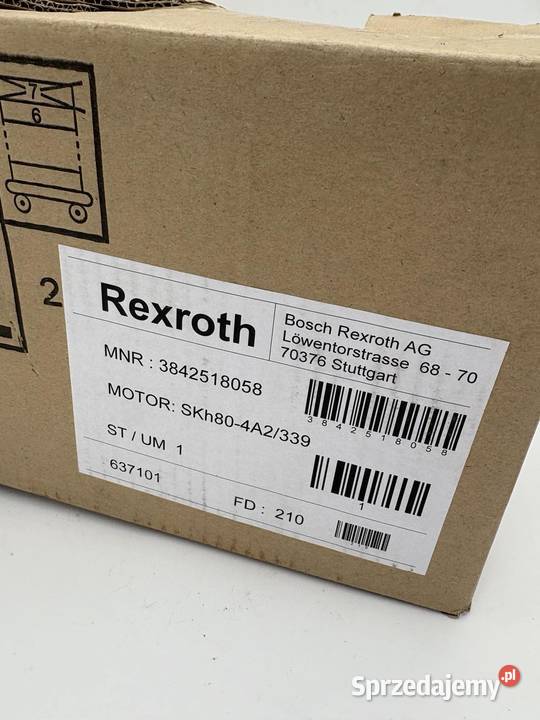 7
6
2
Rexroth
Bosch Rexroth AG
Löwentorstrasse 68 - 70
70376 Stuttgart
MNR : 3842518058
3842518058
MOTOR: SKh80-4A2/339
ST / UM 1
1
637101
FD : 210
Sprzedajemy.pl